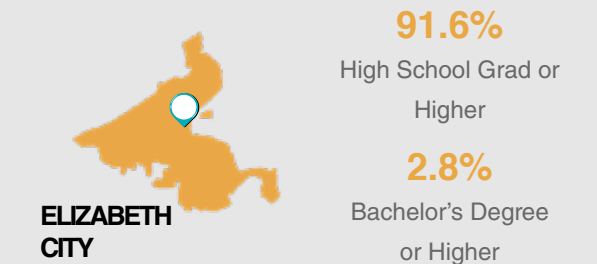 91.6%
High School Grad or
Higher
2.8%
Bachelor’s Degree
or Higher
ELIZABETH
CITY